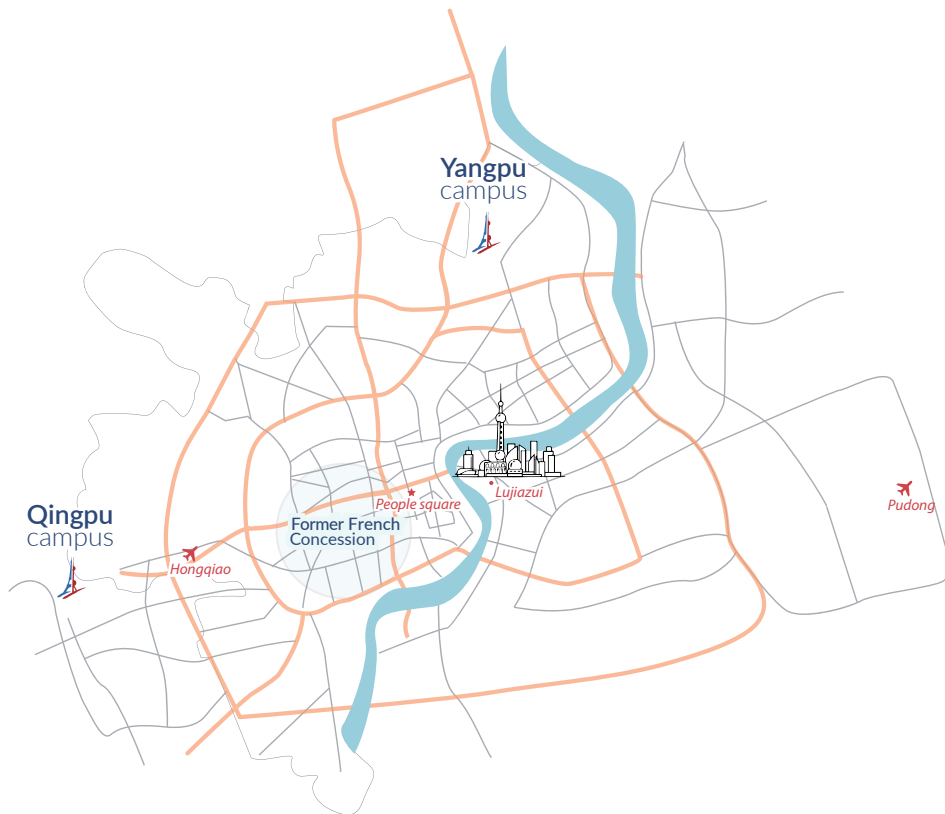 Yangpu
campus
Lujiazui
People square
Pudong
Qingpu
campus
Former French
Concession
Hongqiao